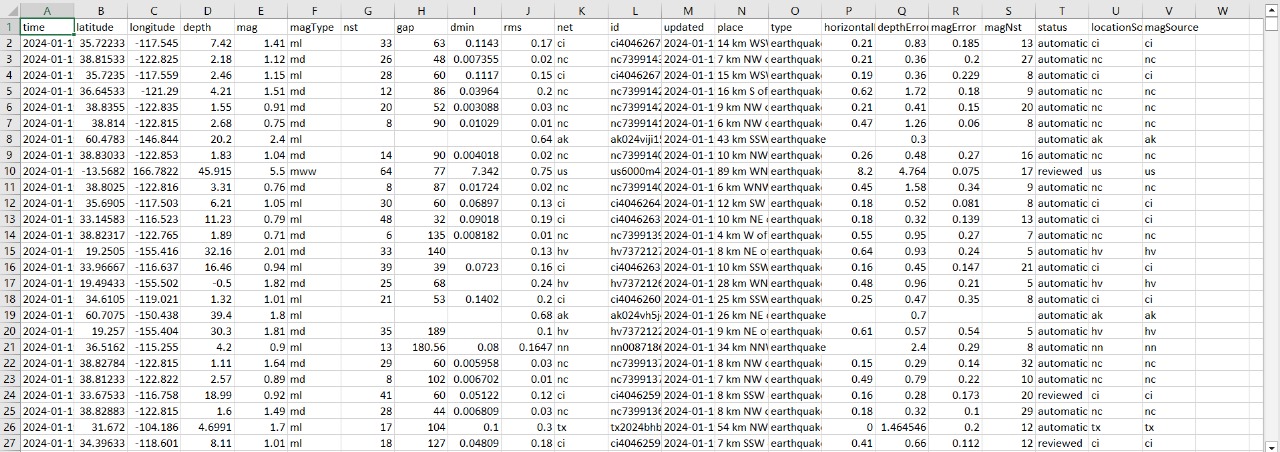 A B C D E F G H I J K L M N O P Q R S T U V W
1 time latitude longitude depth mag magType nst gap dmin rms net id updated place type horizontal depthError magError magNst status locationSo magSource
2 2024-01-1 35.72233 -117.545 7.42 1.41 ml 33 63 0.1143 0.17 ci ci4046267 2024-01-1 14 km WSV earthquak 0.21 0.83 0.185 13 automatic ci ci
3 2024-01-1 38.81533 -122.825 2.18 1.12 md 26 48 0.007355 0.02 nc nc7399143 2024-01-1 7 km NW earthquak 0.21 0.36 0.2 27 automatic nc nc
4 2024-01-1 35.7235 -117.559 2.46 1.15 ml 28 60 0.1117 0.15 ci ci4046267 2024-01-1 15 km WSV earthquak 0.19 0.36 0.229 8 automatic ci ci
5 2024-01-1 36.64533 -121.29 4.21 1.51 md 12 86 0.03964 0.2 nc nc7399142 2024-01-1 16 km S of earthquak 0.62 1.72 0.18 9 automatic nc nc
6 2024-01-1 38.8355 -122.835 1.55 0.91 md 20 52 0.003088 0.03 nc nc7399142 2024-01-1 9 km NW earthquak 0.21 0.41 0.15 20 automatic nc nc
7 2024-01-1 38.814 -122.815 2.68 0.75 md 8 90 0.01029 0.01 nc nc7399141 2024-01-1 6 km NW earthquak 0.47 1.26 0.06 8 automatic nc nc
8 2024-01-1 60.4783 -146.844 20.2 2.4 ml 0.64 ak ak024viji1 2024-01-1 43 km SSW earthquake 0.3 automatic ak ak
9 2024-01-1 38.83033 -122.853 1.83 1.04 md 14 90 0.004018 0.02 nc nc7399140 2024-01-1 10 km NW earthquak 0.26 0.48 0.27 16 automatic nc nc
10 2024-01-1 -13.5682 166.7822 45.915 5.5 mww 64 77 7.342 0.75 us us6000m4 2024-01-1 89 km WN earthquak 8.2 4.764 0.075 17 reviewed us us
11 2024-01-1 38.8025 -122.816 3.31 0.76 md 8 87 0.01724 0.02 nc nc7399140 2024-01-1 6 km WNW earthquak 0.45 1.58 0.34 9 automatic nc nc
12 2024-01-1 35.6905 -117.503 6.21 1.05 ml 30 60 0.06897 0.13 ci ci4046264 2024-01-1 12 km SW earthquak 0.18 0.52 0.081 8 automatic ci ci
13 2024-01-1 33.14583 -116.523 11.23 0.79 ml 48 32 0.09018 0.19 ci ci4046263 2024-01-1 10 km NE earthquak 0.18 0.32 0.139 13 automatic ci ci
14 2024-01-1 38.82317 -122.765 1.89 0.71 md 6 135 0.008182 0.01 nc nc7399139 2024-01-1 4 km W of earthquak 0.55 0.95 0.27 7 automatic nc nc
15 2024-01-1 19.2505 -155.416 32.16 2.01 md 33 140 0.13 hv hv7372127 2024-01-1 8 km NE o earthquak 0.64 0.93 0.24 5 automatic hv hv
16 2024-01-1 33.96667 -116.637 16.46 0.94 ml 39 39 0.0723 0.16 ci ci4046263 2024-01-1 10 km SSW earthquak 0.16 0.45 0.147 21 automatic ci ci
17 2024-01-1 19.49433 -155.502 -0.5 1.82 md 25 68 0.24 hv hv7372126 2024-01-1 28 km WN earthquak 0.48 0.96 0.21 5 automatic hv hv
18 2024-01-1 34.6105 -119.021 1.32 1.01 ml 21 53 0.1402 0.2 ci ci4046260 2024-01-1 25 km SSW earthquak 0.25 0.47 0.35 8 automatic ci ci
19 2024-01-1 60.7075 -150.438 39.4 1.8 ml 0.68 ak ak024vh5j 2024-01-1 26 km NE earthquake 0.7 automatic ak ak
20 2024-01-1 19.257 -155.404 30.3 1.81 md 35 189 0.1 hv hv7372122 2024-01-1 9 km NE o earthquak 0.61 0.57 0.54 5 automatic hv hv
21 2024-01-1 36.5162 -115.255 4.2 0.9 ml 13 180.56 0.08 0.1647 nn nn0087186 2024-01-1 34 km NNV earthquake 2.4 0.29 8 automatic nn nn
22 2024-01-1 38.82784 -122.815 1.11 1.64 md 29 60 0.005958 0.03 nc nc7399137 2024-01-1 8 km NW earthquak 0.15 0.29 0.14 32 automatic nc nc
23 2024-01-1 38.81233 -122.822 2.57 0.89 md 8 102 0.006702 0.01 nc nc7399137 2024-01-1 7 km NW earthquak 0.49 0.79 0.22 10 automatic nc nc
24 2024-01-1 33.67533 -116.758 18.99 0.92 ml 41 60 0.05122 0.12 ci ci4046259 2024-01-1 8 km SSW earthquak 0.16 0.28 0.173 20 reviewed ci ci
25 2024-01-1 38.82883 -122.815 1.6 1.49 md 28 44 0.006809 0.03 nc nc7399136 2024-01-1 8 km NW earthquak 0.18 0.32 0.1 29 automatic nc nc
26 2024-01-1 31.672 -104.186 4.6991 1.7 ml 17 104 0.1 0.3 tx tx2024bhb 2024-01-1 54 km NW earthquak 0 1.464546 0.2 12 automatic tx tx
27 2024-01-1 34.39633 -118.601 8.11 1.01 ml 18 127 0.04809 0.18 ci ci4046259 2024-01-1 7 km SSW earthquak 0.41 0.66 0.112 12 reviewed ci ci